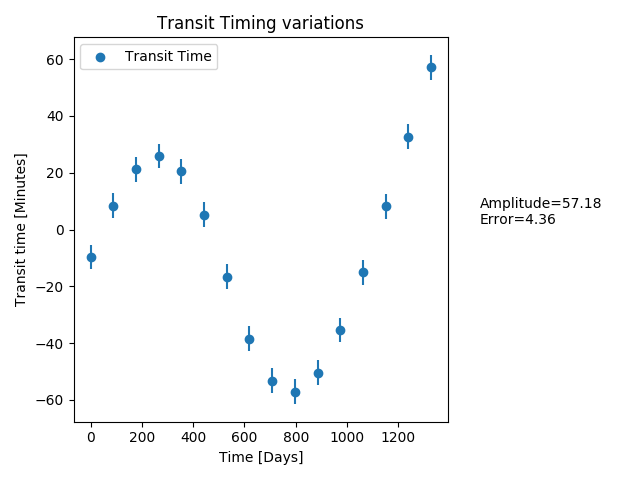 Transit Timing variations
Transit Time
Transit time [Minutes]
60
40
20
0
−20
−40
−60
0 200 400 600 800 1000 1200
Time [Days]
Amplitude=57.18
Error=4.36